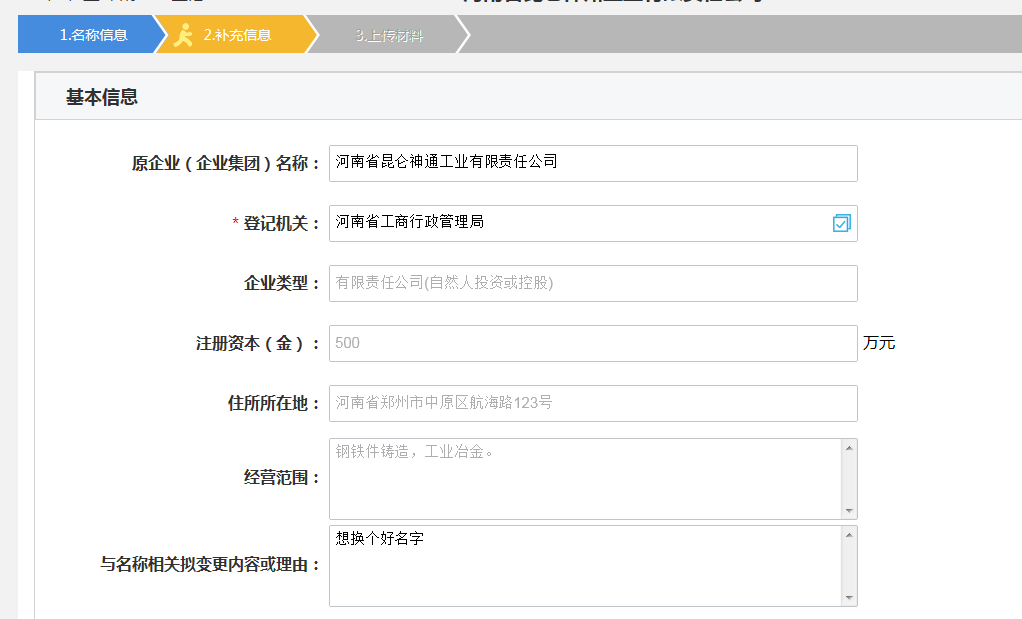 1.名称信息
2.补充信息
3.上传材料
基本信息
原企业（企业集团）名称：
河南省昆仑神通工业有限责任公司
* 登记机关：
河南省工商行政管理局
企业类型：
有限责任公司(自然人投资或控股)
注册资本（金）：
500
万元
住所所在地：
河南省郑州市中原区航海路123号
经营范围：
钢铁件铸造，工业冶金。
与名称相关拟变更内容或理由：
想换个好名字